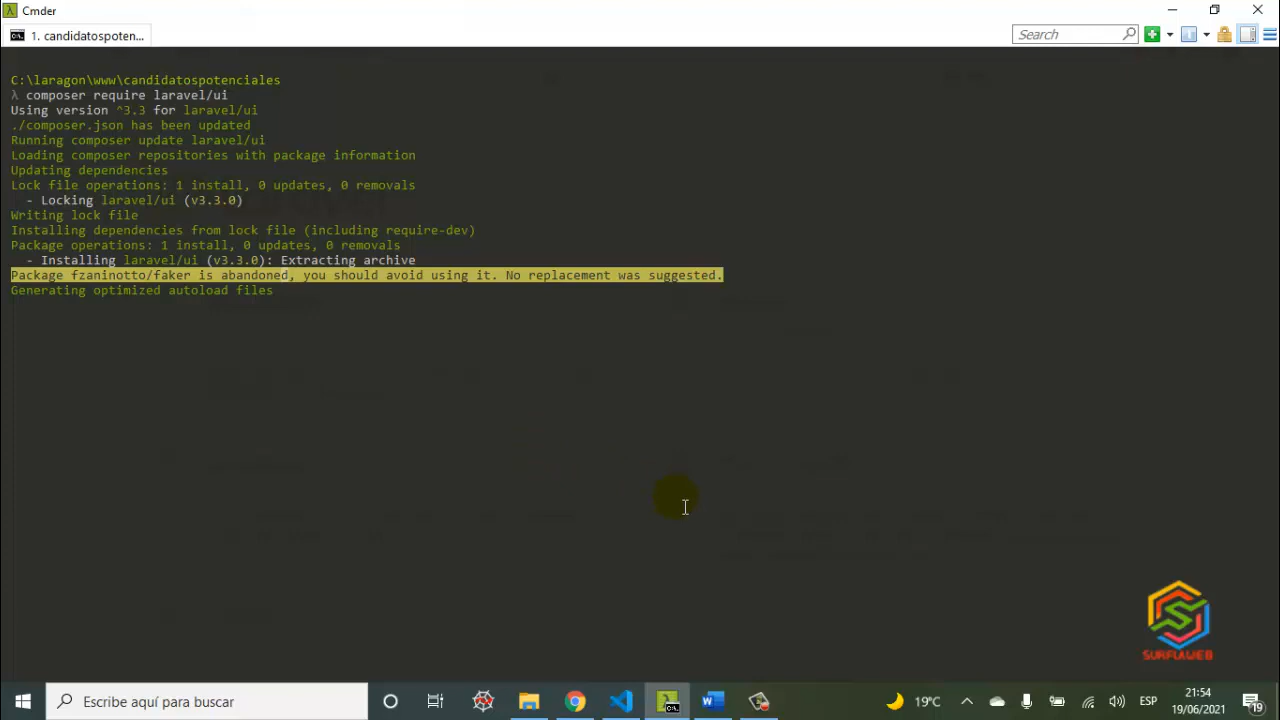 Cmder
1. candidatospoten...
Search
C:\laragon\www\candidatospotenciales
λ composer require laravel/ui
Using version ^3.3 for laravel/ui
./composer.json has been updated
Running composer update laravel/ui
Loading composer repositories with package information
Updating dependencies
Lock file operations: 1 install, 0 updates, 0 removals
- Locking laravel/ui (v3.3.0)
Writing lock file
Installing dependencies from lock file (including require-dev)
Package operations: 1 install, 0 updates, 0 removals
- Installing laravel/ui (v3.3.0): Extracting archive
Package fzaninotto/faker is abandoned, you should avoid using it. No replacement was suggested.
Generating optimized autoload files
SURFLAWEB
Escribe aquí para buscar
19°C
ESP
21:54
19/06/2021
19